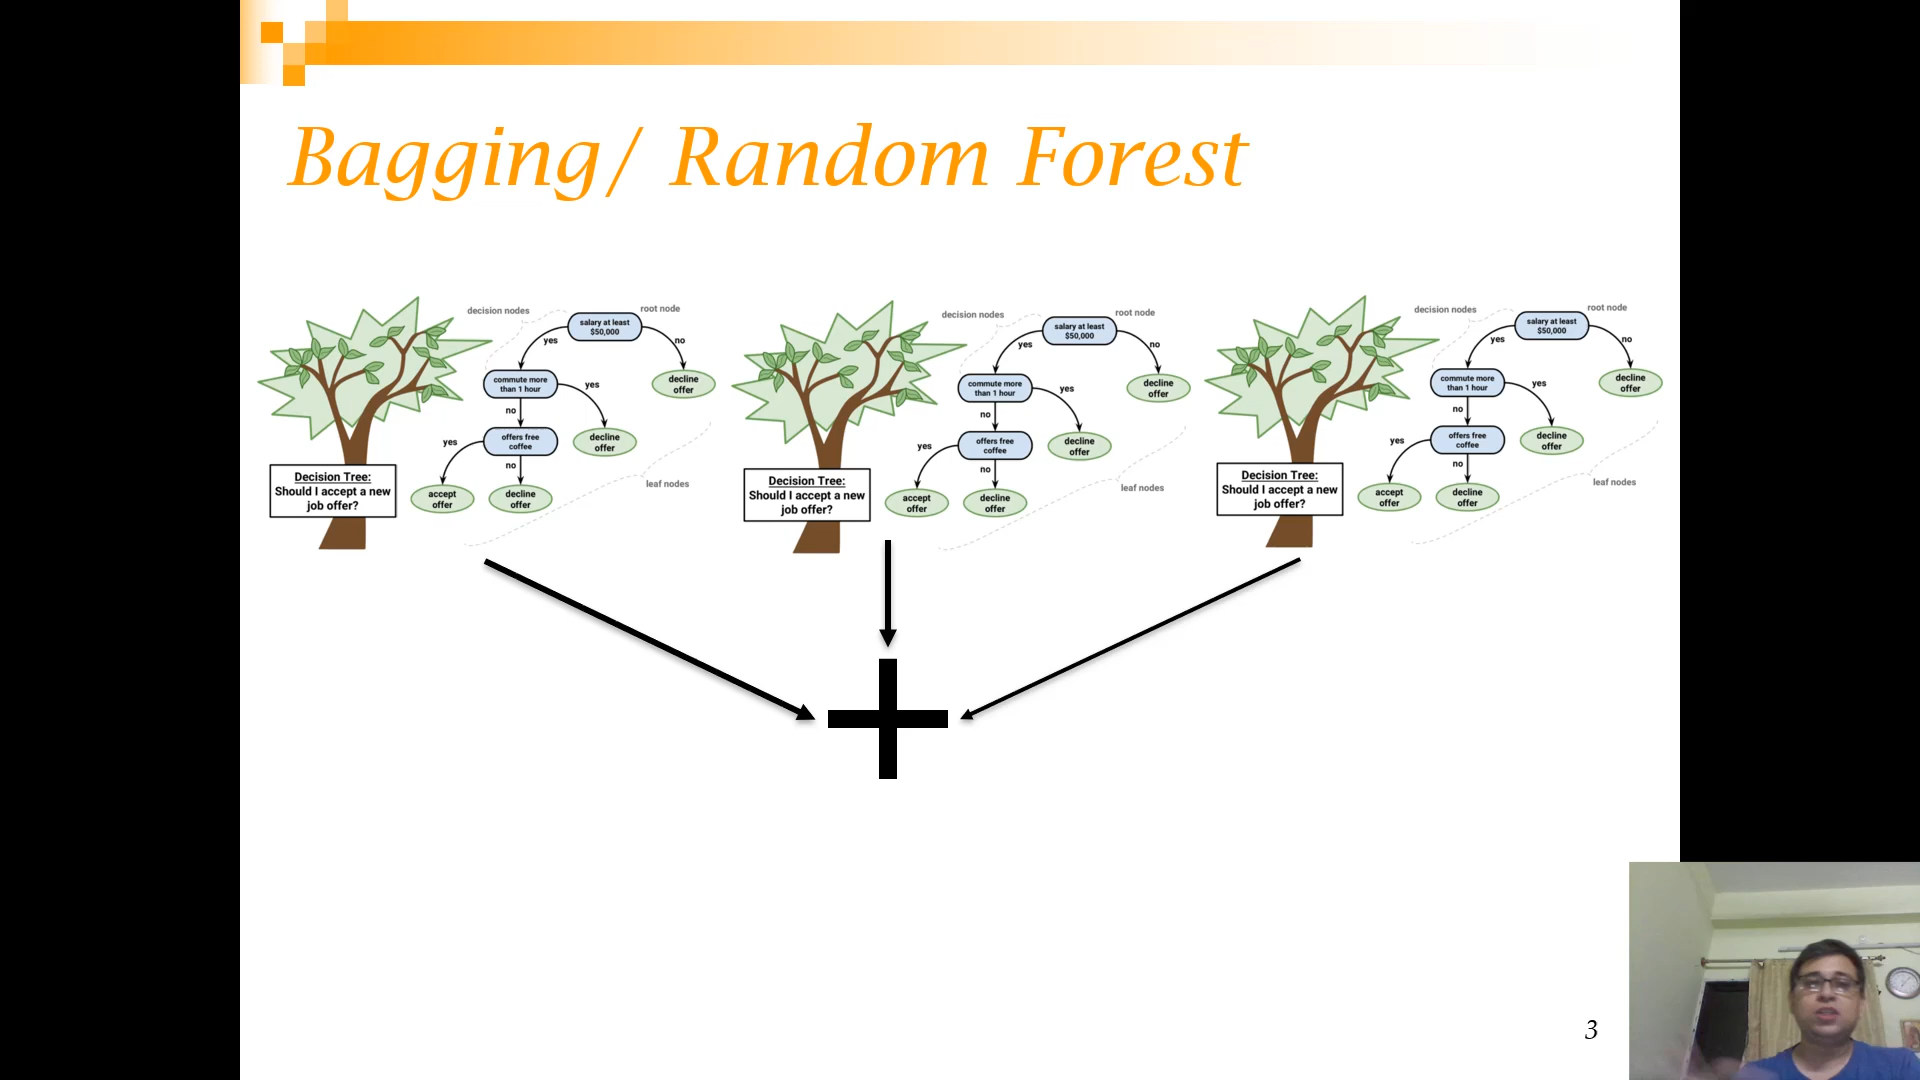 Bagging/ Random Forest
decision nodes
root node
salary at least
$50,000
yes
no
commute more
than 1 hour
yes
decline
offer
no
offers free
coffee
decline
offer
yes
no
leaf nodes
Decision Tree:
Should I accept a new
job offer?
accept
offer
decline
offer
decision nodes
root node
salary at least
$50,000
yes
no
commute more
than 1 hour
yes
decline
offer
no
offers free
coffee
decline
offer
yes
no
leaf nodes
Decision Tree:
Should I accept a new
job offer?
accept
offer
decline
offer
decision nodes
root node
salary at least
$50,000
yes
no
commute more
than 1 hour
yes
decline
offer
no
offers free
coffee
decline
offer
yes
no
leaf nodes
Decision Tree:
Should I accept a new
job offer?
accept
offer
decline
offer
3